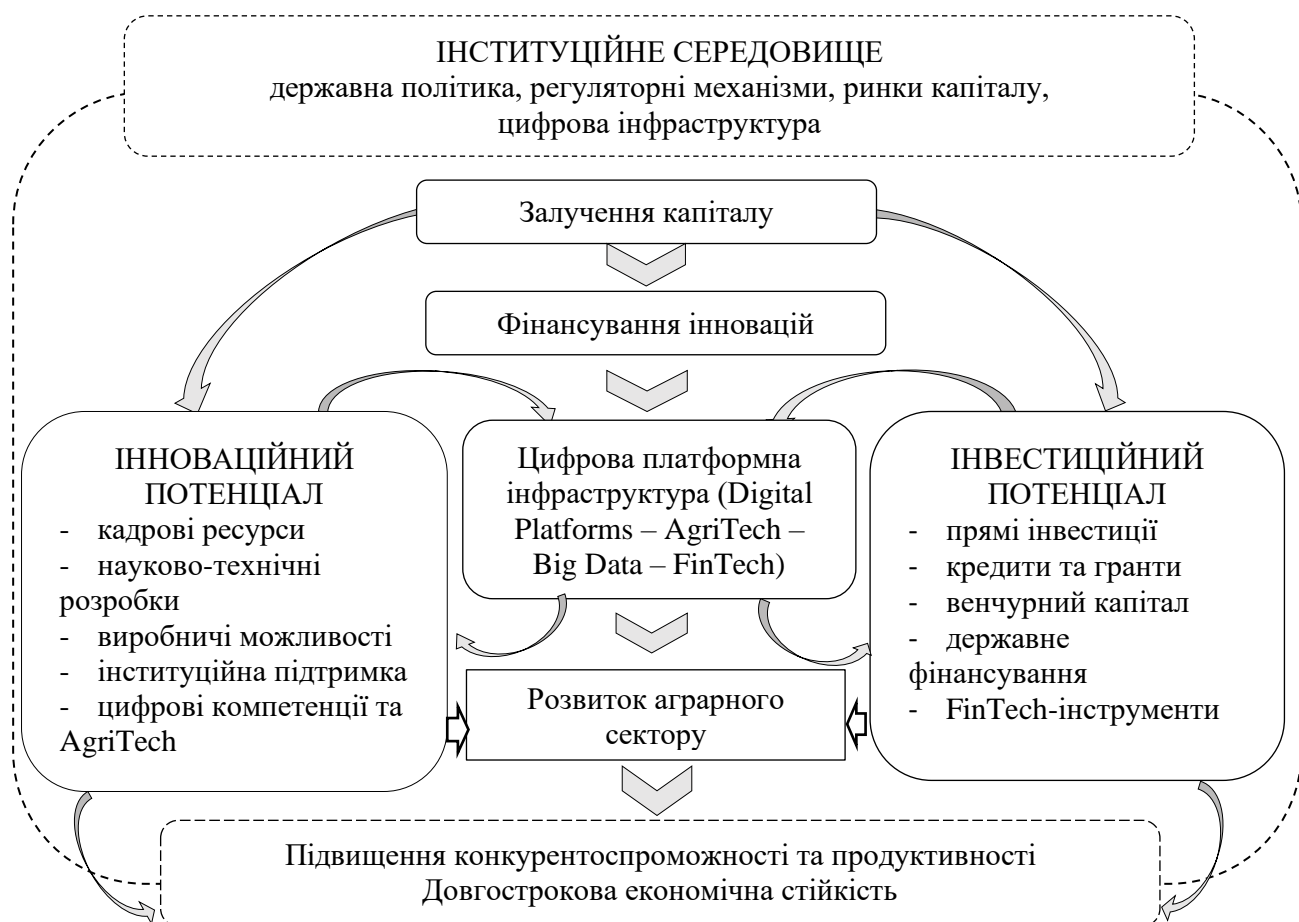 ІНСТИТУЦІЙНЕ СЕРЕДОВИЩЕ
державна політика, регуляторні механізми, ринки капіталу,
цифрова інфраструктура
Залучення капіталу
Фінансування інновацій
ІННОВАЦІЙНИЙ
ПОТЕНЦІАЛ
- кадрові ресурси
- науково-технічні
розробки
- виробничі можливості
- інституційна підтримка
- цифрові компетенції та
AgriTech
Цифрова платформна
інфраструктура (Digital
Platforms – AgriTech –
Big Data – FinTech)
ІНВЕСТИЦІЙНИЙ
ПОТЕНЦІАЛ
- прямі інвестиції
- кредити та гранти
- венчурний капітал
- державне
фінансування
- FinTech-інструменти
Розвиток аграрного
сектору
Підвищення конкурентоспроможності та продуктивності
Довгострокова економічна стійкість